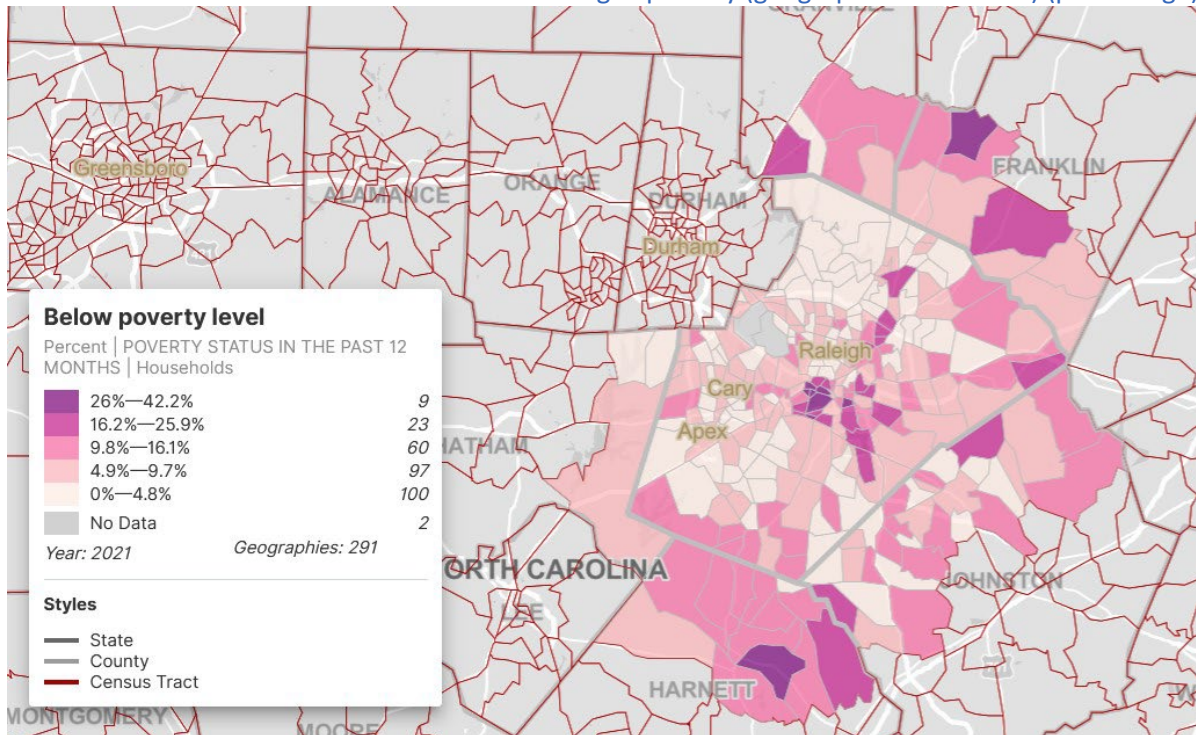 GRANVILLE
Greensboro
ALAMANCE
ORANGE
DURHAM
Durham
FRANKLIN
Below poverty level
Percent | POVERTY STATUS IN THE PAST 12
MONTHS | Households
26%—42.2% 9
16.2%—25.9% 23
9.8%—16.1% 60
4.9%—9.7% 97
0%—4.8% 100
No Data 2
Year: 2021 Geographies: 291
Styles
State
County
Census Tract
Raleigh
Cary
Apex
HATHAM
ORTH CAROLINA
LEE
JOHNSTON
HARNETT
MONTGOMERY
MOORE
W